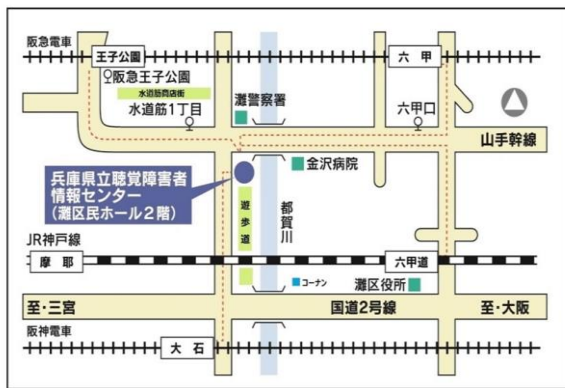 阪急電車
王子公園
六甲
阪急王子公園
水道筋商店街
水道筋1丁目
灘警察署
六甲口
山手幹線
金沢病院
兵庫県立聴覚障害者
情報センター
(灘区民ホール2階)
遊歩道
都賀川
JR神戸線
摩耶
六甲道
コーナン
灘区役所
至・三宮
国道2号線
至・大阪
阪神電車
大石